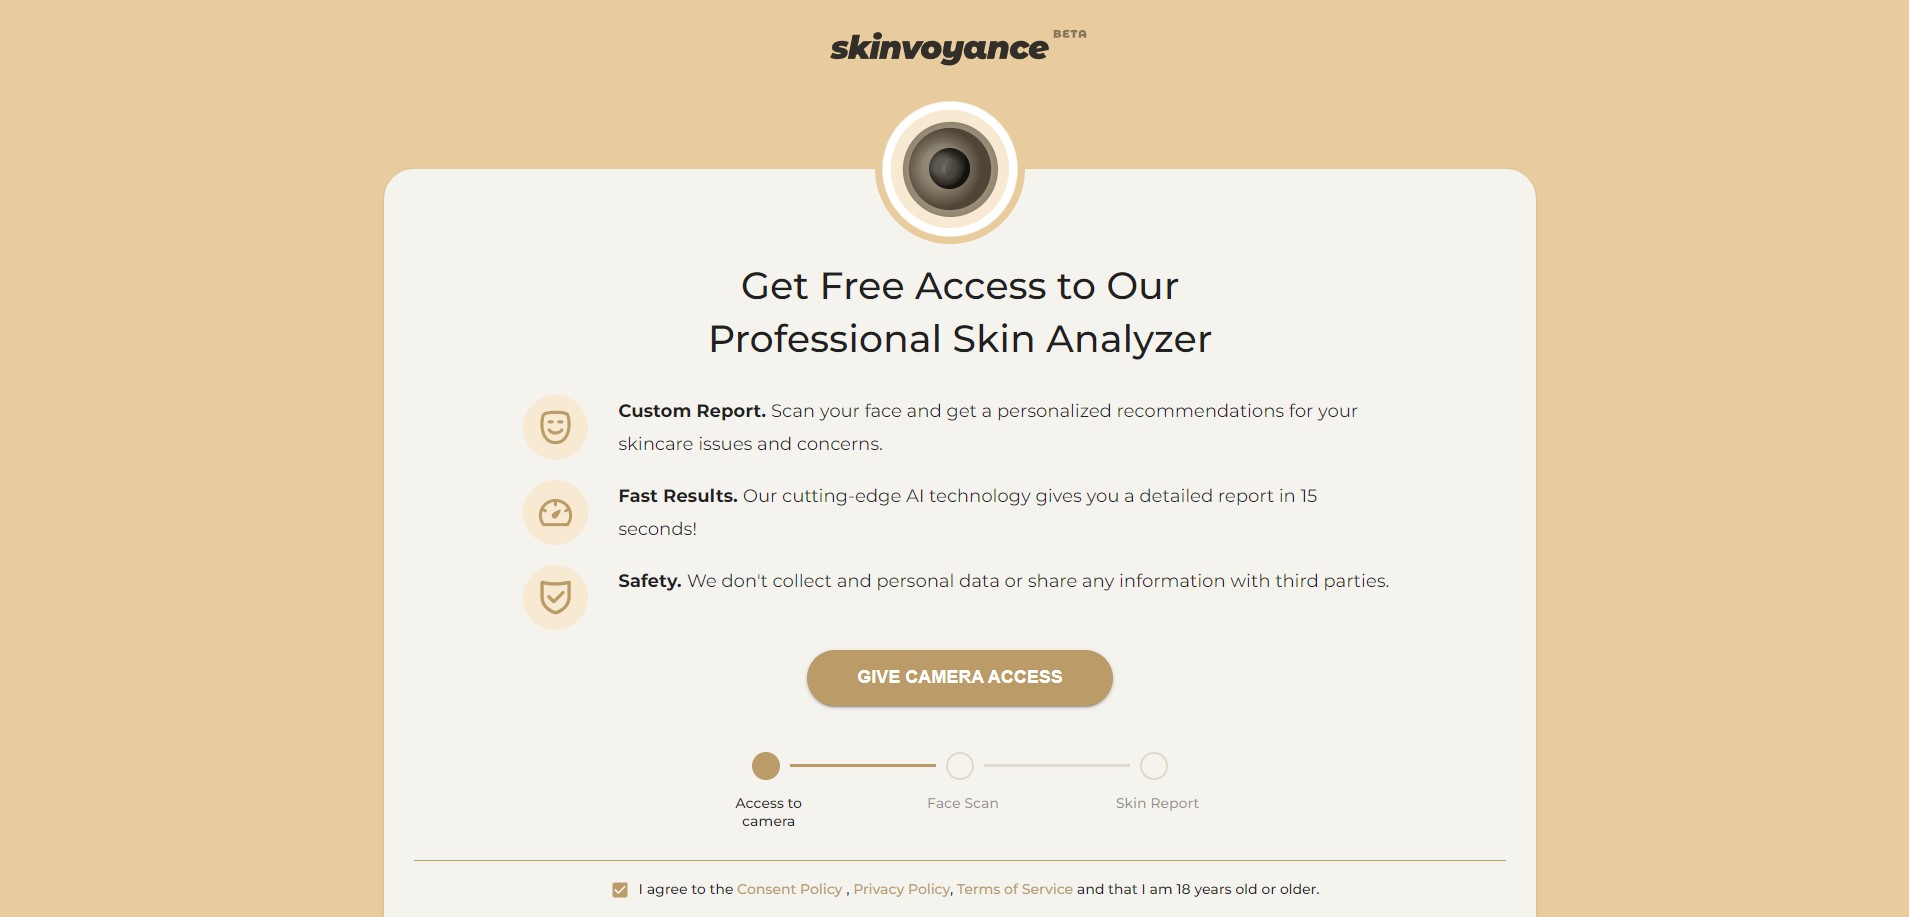 skinvoyance BETA
Get Free Access to Our
Professional Skin Analyzer
Custom Report. Scan your face and get a personalized recommendations for your
skincare issues and concerns.
Fast Results. Our cutting-edge AI technology gives you a detailed report in 15
seconds!
Safety. We don't collect and personal data or share any information with third parties.
GIVE CAMERA ACCESS
Access to
camera
Face Scan
Skin Report
I agree to the Consent Policy , Privacy Policy, Terms of Service and that I am 18 years old or older.